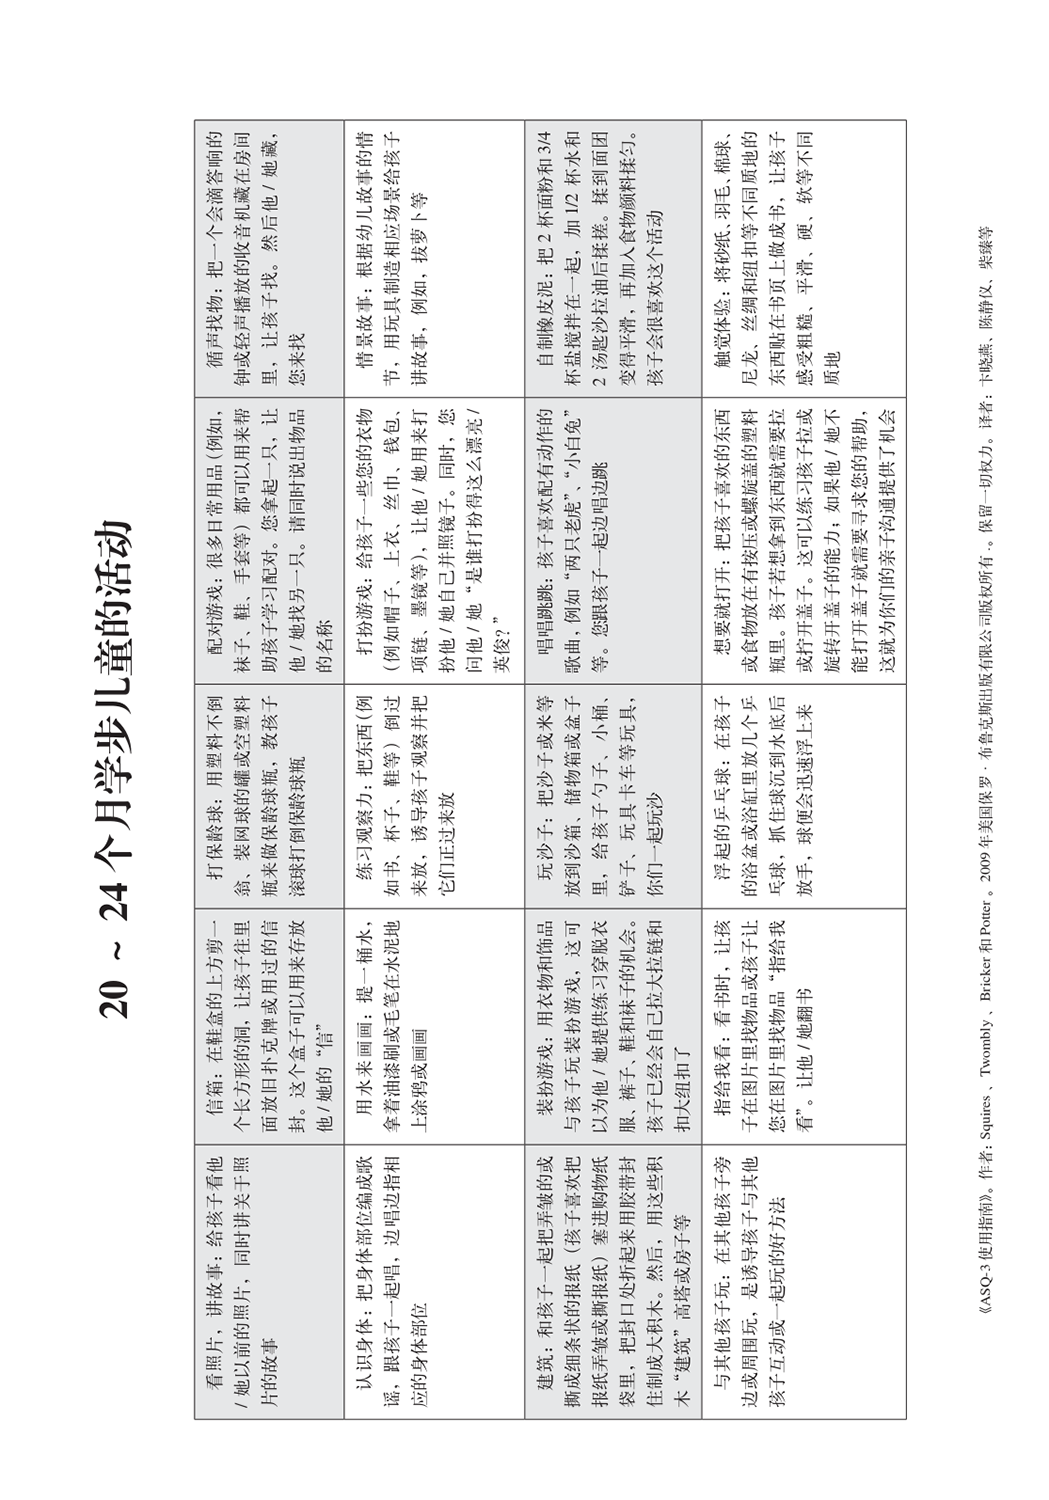 20 ~ 24 个月学步儿童的活动
看照片，讲故事：给孩子看他
/ 她以前的照片，同时讲关于照
片的故事
信箱：在鞋盒的上方剪一
个长方形的洞，让孩子往里
面放旧扑克牌或用过的信
封。这个盒子可以用来存放
他 / 她的“信”
打保龄球：用塑料不倒
翁、装网球的罐或空塑料
瓶来做保龄球瓶，教孩子
滚球打倒保龄球瓶
配对游戏：很多日常用品 (例如，
袜子、鞋、手套等）都可以用来帮
助孩子学习配对。您拿起一只，让
他 / 她找另一只。请同时说出物品
的名称
循声找物：把一个会滴答响的
钟或轻声播放的收音机藏在房间
里，让孩子找。然后他 / 她藏，
您来找
认识身体：把身体部位编成歌
谣，跟孩子一起唱，边唱边指相
应的身体部位
用水来画画：提一桶水，
拿着油漆刷或毛笔在水泥地
上涂鸦或画画
练习观察力：把东西 (例
如书、杯子、鞋等）倒过
来放，诱导孩子观察并把
它们正过来放
打扮游戏：给孩子一些您的衣物
（例如帽子、上衣、丝巾、钱包、
项链、墨镜等），让他 / 她用来打
扮他 / 她自己并照镜子。同时，您
问他 / 她“是谁打扮得这么漂亮 /
英俊？”
情景故事：根据幼儿故事的情
节，用玩具制造相应场景给孩子
讲故事，例如，拔萝卜等
建筑：和孩子一起把弄皱的或
撕成细条状的报纸（孩子喜欢把
报纸弄皱或撕报纸）塞进购物纸
袋里，把封口处折起来用胶带封
住制成大积木。然后，用这些积
木“建筑”高塔或房子等
装扮游戏：用衣物和饰品
与孩子玩装扮游戏，这可
以为他 / 她提供练习穿脱衣
服、裤子、鞋和袜子的机会。
孩子已经会自己拉大拉链和
扣大纽扣了
玩沙子：把沙子或米等
放到沙箱、储物箱或盆子
里，给孩子勺子、小桶、
铲子、玩具卡车等玩具，
你们一起玩沙
唱唱跳跳：孩子喜欢配有动作的
歌曲，例如“两只老虎”、“小白兔”
等。您跟孩子一起边唱边跳
自制橡皮泥：把 2 杯面粉和 3/4
杯盐搅拌在一起，加 1/2 杯水和
2 汤匙沙拉油后揉搓。揉到面团
变得平滑，再加入食物颜料揉匀。
孩子会很喜欢这个活动
与其他孩子玩：在其他孩子旁
边或周围玩，是诱导孩子与其他
孩子互动或一起玩的好方法
指给我看：看书时，让孩
子在图片里找物品或孩子让
您在图片里找物品“指给我
看”。让他 / 她翻书
浮起的乒乓球：在孩子
的浴盆或浴缸里放几个乒
乓球，抓住球沉到水底后
放手，球便会迅速浮上来
想要就打开：把孩子喜欢的东西
或食物放在有按压或螺旋盖的塑料
瓶里。孩子若想拿到东西就需要拉
或拧开盖子。这可以练习孩子拉或
旋转开盖子的能力；如果他 / 她不
能打开盖子就需要寻求您的帮助，
这就为你们的亲子沟通提供了机会
触觉体验：将砂纸、羽毛、棉球、
尼龙、丝绸和纽扣等不同质地的
东西贴在书页上做成书，让孩子
感受粗糙、平滑、硬、软等不同
质地
《ASQ-3 使用指南》。作者：Squires 、Twombly 、Bricker 和 Potter 。2009 年美国保罗 · 布鲁克斯出版有限公司版权所有 .。保留一切权力。译者：卞晓燕、陈静仪、柴臻等